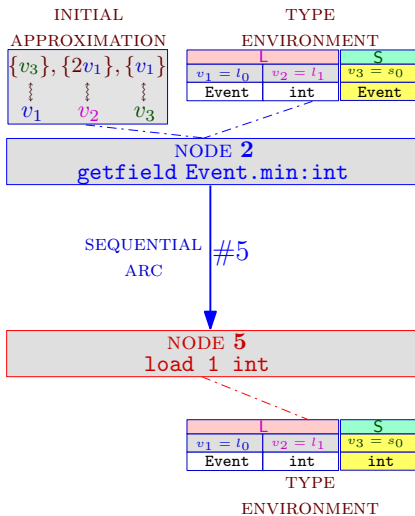 INITIAL
APPROXIMATION
{v₃}, {2v₁}, {v₁}
v₁ v₂ v₃
TYPE
ENVIRONMENT
L S
v₁ = l₀ v₂ = l₁ v₃ = s₀
Event int Event
NODE 2
getfield Event.min:int
SEQUENTIAL
ARC
#5
NODE 5
load 1 int
L S
v₁ = l₀ v₂ = l₁ v₃ = s₀
Event int int
TYPE
ENVIRONMENT